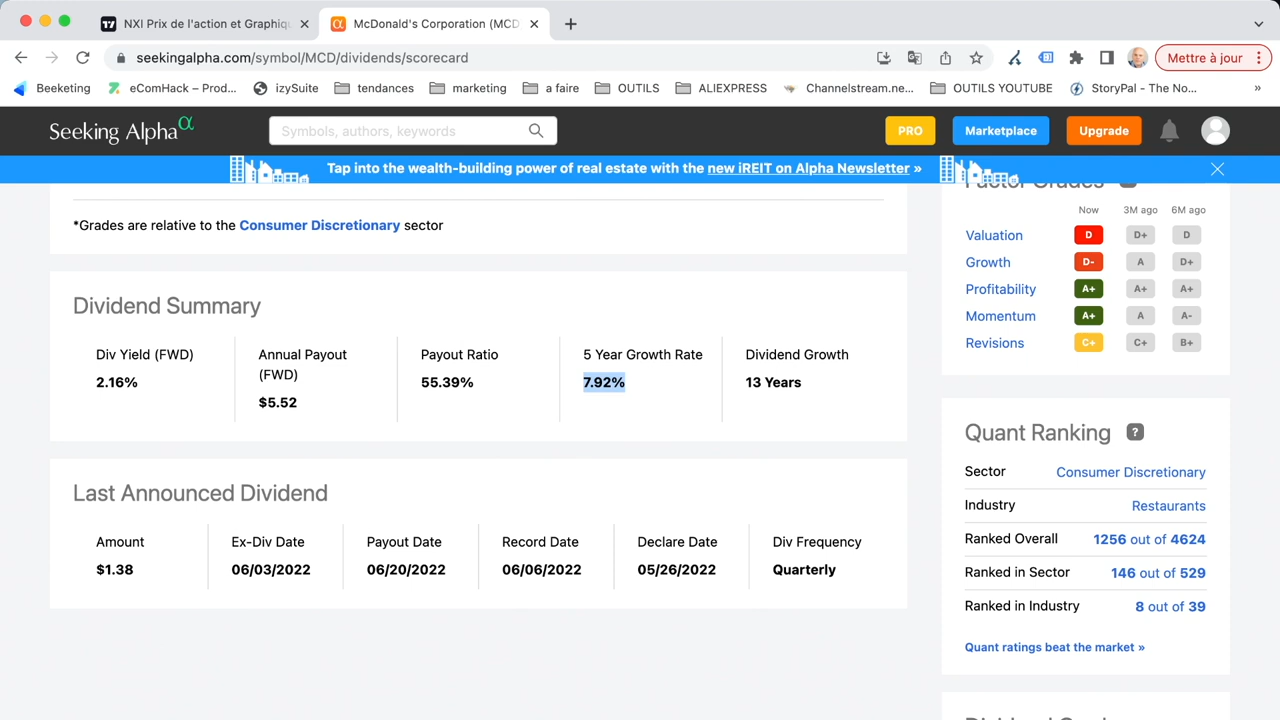 NXI Prix de l'action et Graphiqu
McDonald's Corporation (MCD
seekingalpha.com/symbol/MCD/dividends/scorecard
Mettre à jour
Beeketing
eComHack – Prod...
izySuite
tendances
marketing
a faire
OUTILS
ALIEXPRESS
Channelstream.ne...
OUTILS YOUTUBE
StoryPal - The No...
»
Seeking Alpha α
Symbols, authors, keywords
PRO
Marketplace
Upgrade
Tap into the wealth-building power of real estate with the new iREIT on Alpha Newsletter »
*Grades are relative to the Consumer Discretionary sector
Dividend Summary
Div Yield (FWD)
2.16%
Annual Payout
(FWD)
$5.52
Payout Ratio
55.39%
5 Year Growth Rate
7.92%
Dividend Growth
13 Years
Last Announced Dividend
Amount
$1.38
Ex-Div Date
06/03/2022
Payout Date
06/20/2022
Record Date
06/06/2022
Declare Date
05/26/2022
Div Frequency
Quarterly
Factor Grades
Now 3M ago 6M ago
Valuation D D+ D
Growth D- A D+
Profitability A+ A+ A+
Momentum A+ A A-
Revisions C+ C+ B+
Quant Ranking ?
Sector Consumer Discretionary
Industry Restaurants
Ranked Overall 1256 out of 4624
Ranked in Sector 146 out of 529
Ranked in Industry 8 out of 39
Quant ratings beat the market »